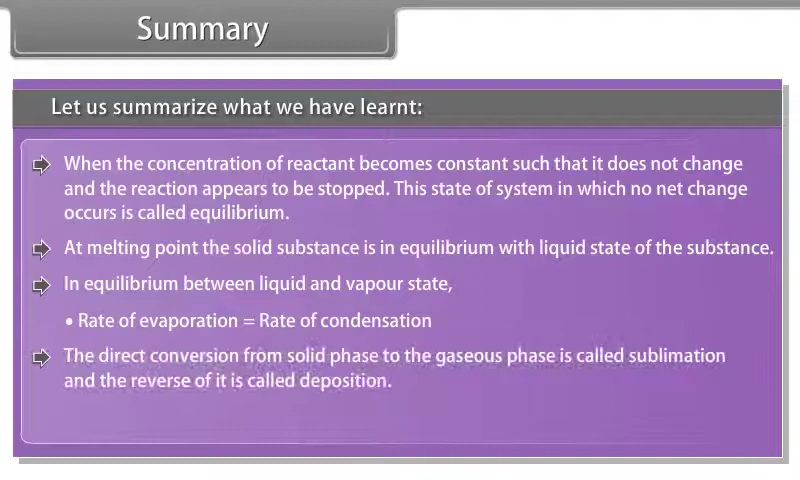 Summary
Let us summarize what we have learnt:
When the concentration of reactant becomes constant such that it does not change
and the reaction appears to be stopped. This state of system in which no net change
occurs is called equilibrium.
At melting point the solid substance is in equilibrium with liquid state of the substance.
In equilibrium between liquid and vapour state,
• Rate of evaporation = Rate of condensation
The direct conversion from solid phase to the gaseous phase is called sublimation
and the reverse of it is called deposition.